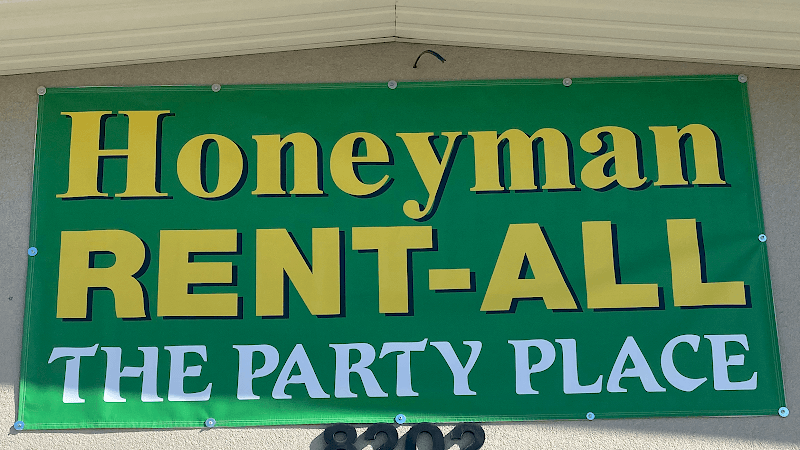 Honeyman
RENT-ALL
THE PARTY PLACE